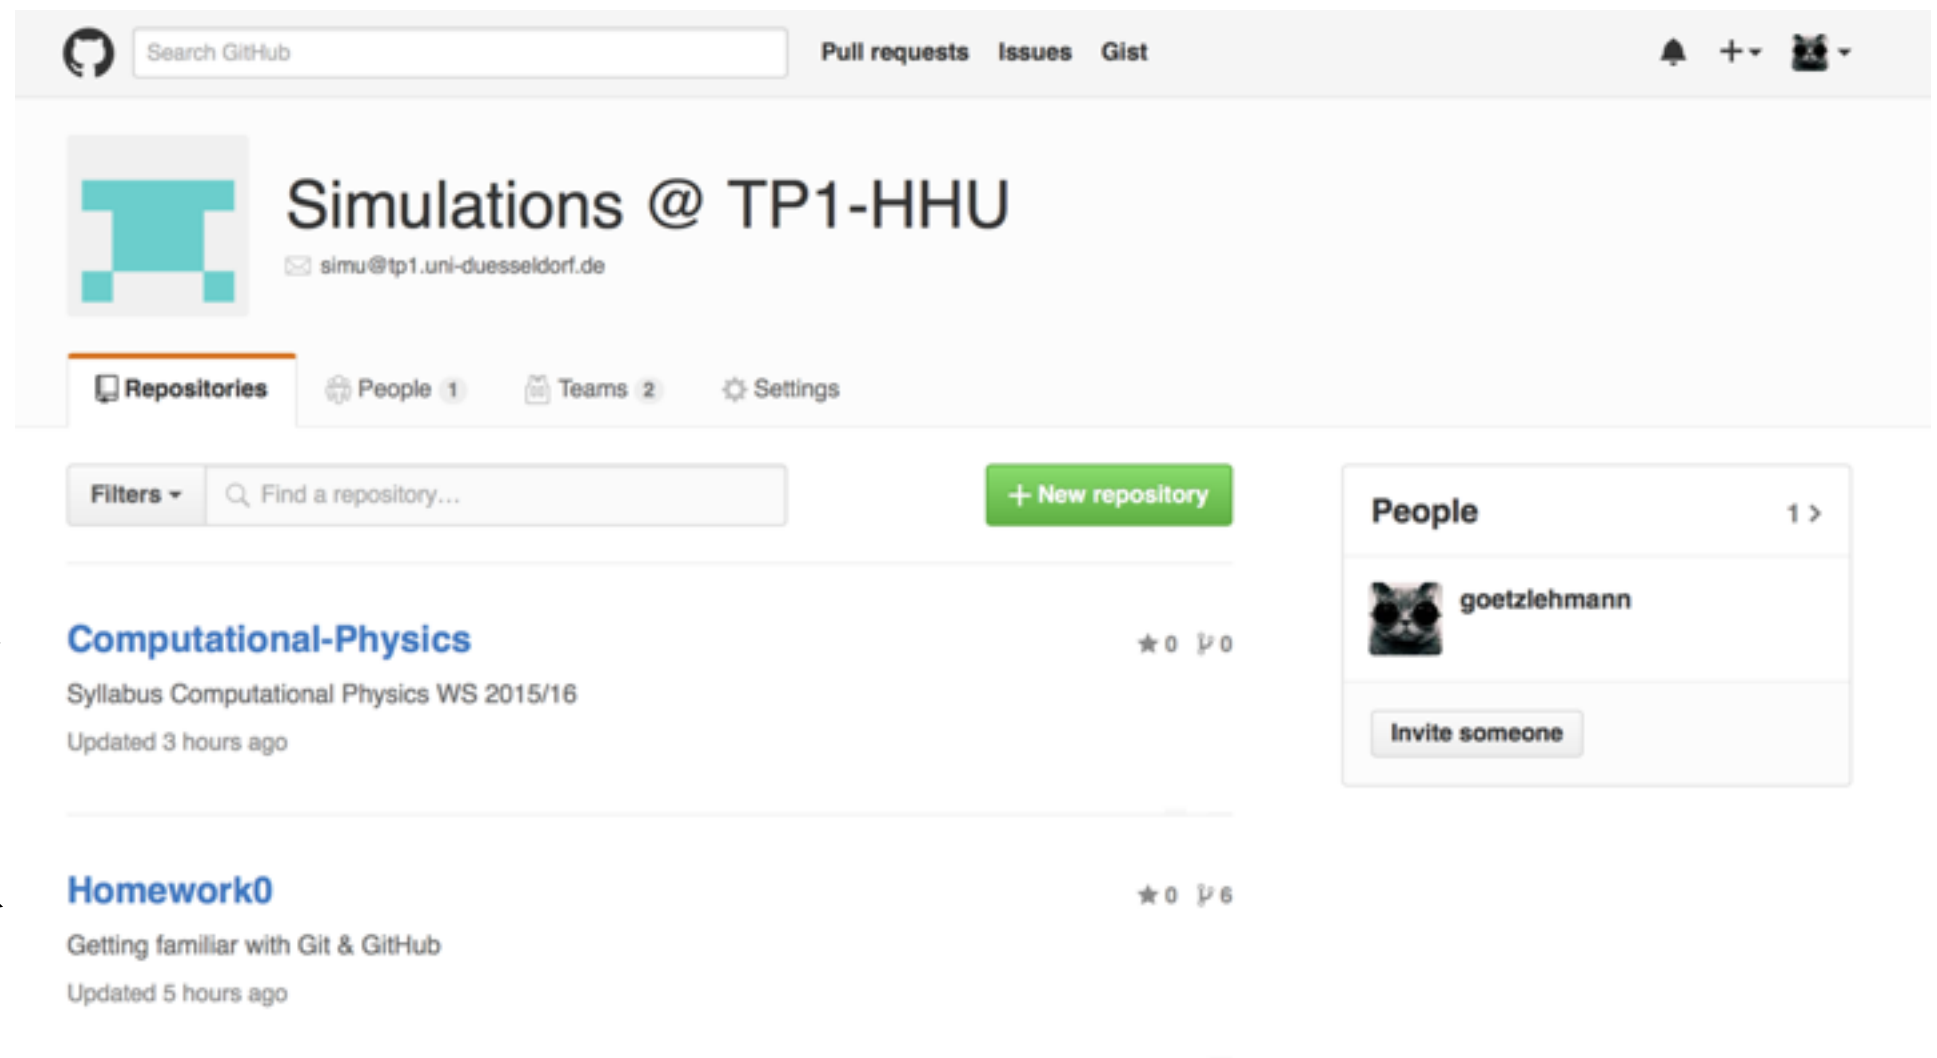 Search GitHub Pull requests Issues Gist
Simulations @ TP1-HHU
simu@tp1.uni-duesseldorf.de
Repositories People 1 Teams 2 Settings
Filters Find a repository... + New repository
Computational-Physics 0 0
Syllabus Computational Physics WS 2015/16
Updated 3 hours ago
Homework0 0 6
Getting familiar with Git & GitHub
Updated 5 hours ago
People 1 >
goetzlehmann
Invite someone